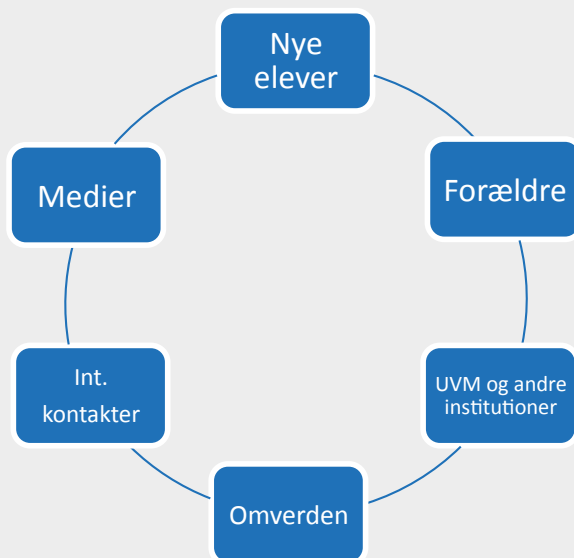 Nye
elever
Forældre
UVM og andre
institutioner
Omverden
Int.
kontakter
Medier